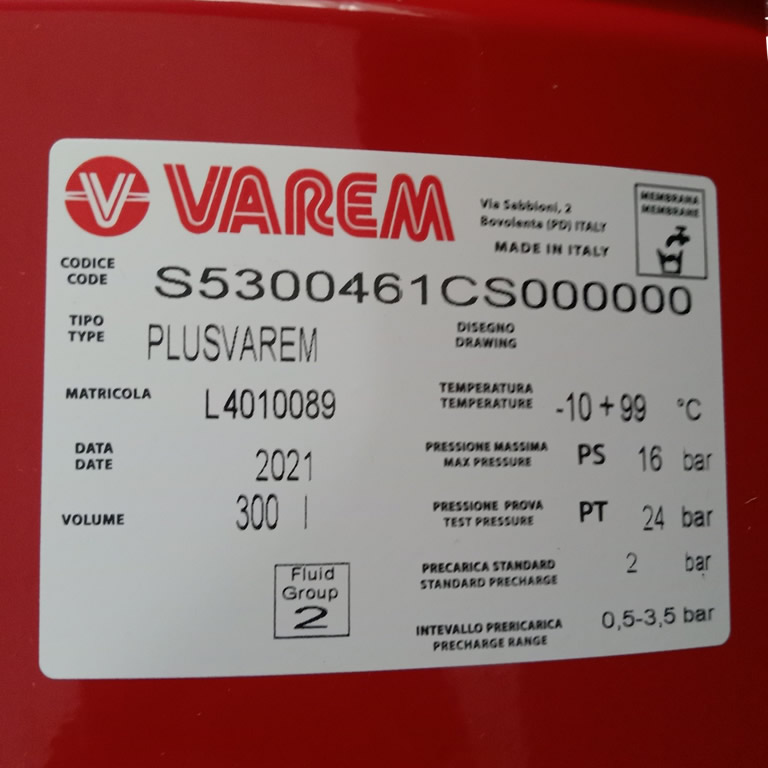 VAREM
Via Sabbioni, 2
Bovolenta (PD) ITALY
MADE IN ITALY
MEMBRANA
MEMBRANE
CODICE
CODE
S5300461CS000000
TIPO
TYPE
PLUSVAREM
DISEGNO
DRAWING
MATRICOLA
L4010089
TEMPERATURA
TEMPERATURE
-10 +99 °C
DATA
DATE
2021
PRESSIONE MASSIMA
MAX PRESSURE
PS 16 bar
VOLUME
300 l
PRESSIONE PROVA
TEST PRESSURE
PT 24 bar
Fluid
Group
2
PRECARICA STANDARD
STANDARD PRECHARGE
2 bar
INTEVALLO PRERICARICA
PRECHARGE RANGE
0,5-3,5 bar